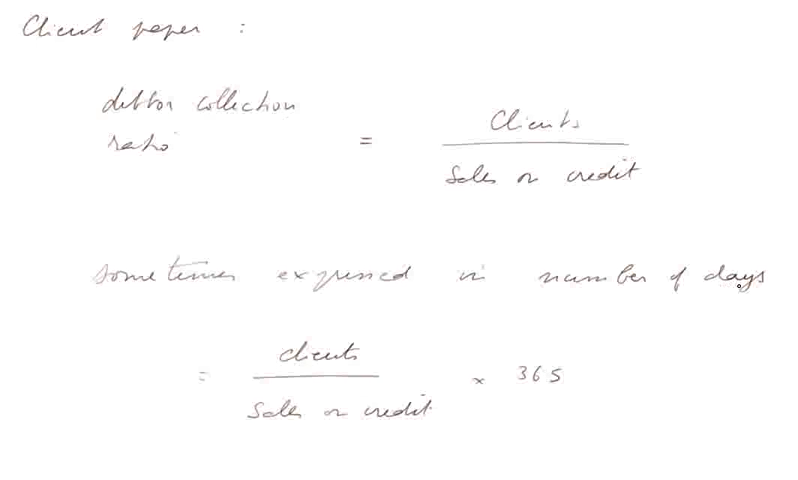 Client paper :
debtor collection
ratio = Clients
Sales on credit
sometimes expressed in number of days
= clients × 365
Sales on credit